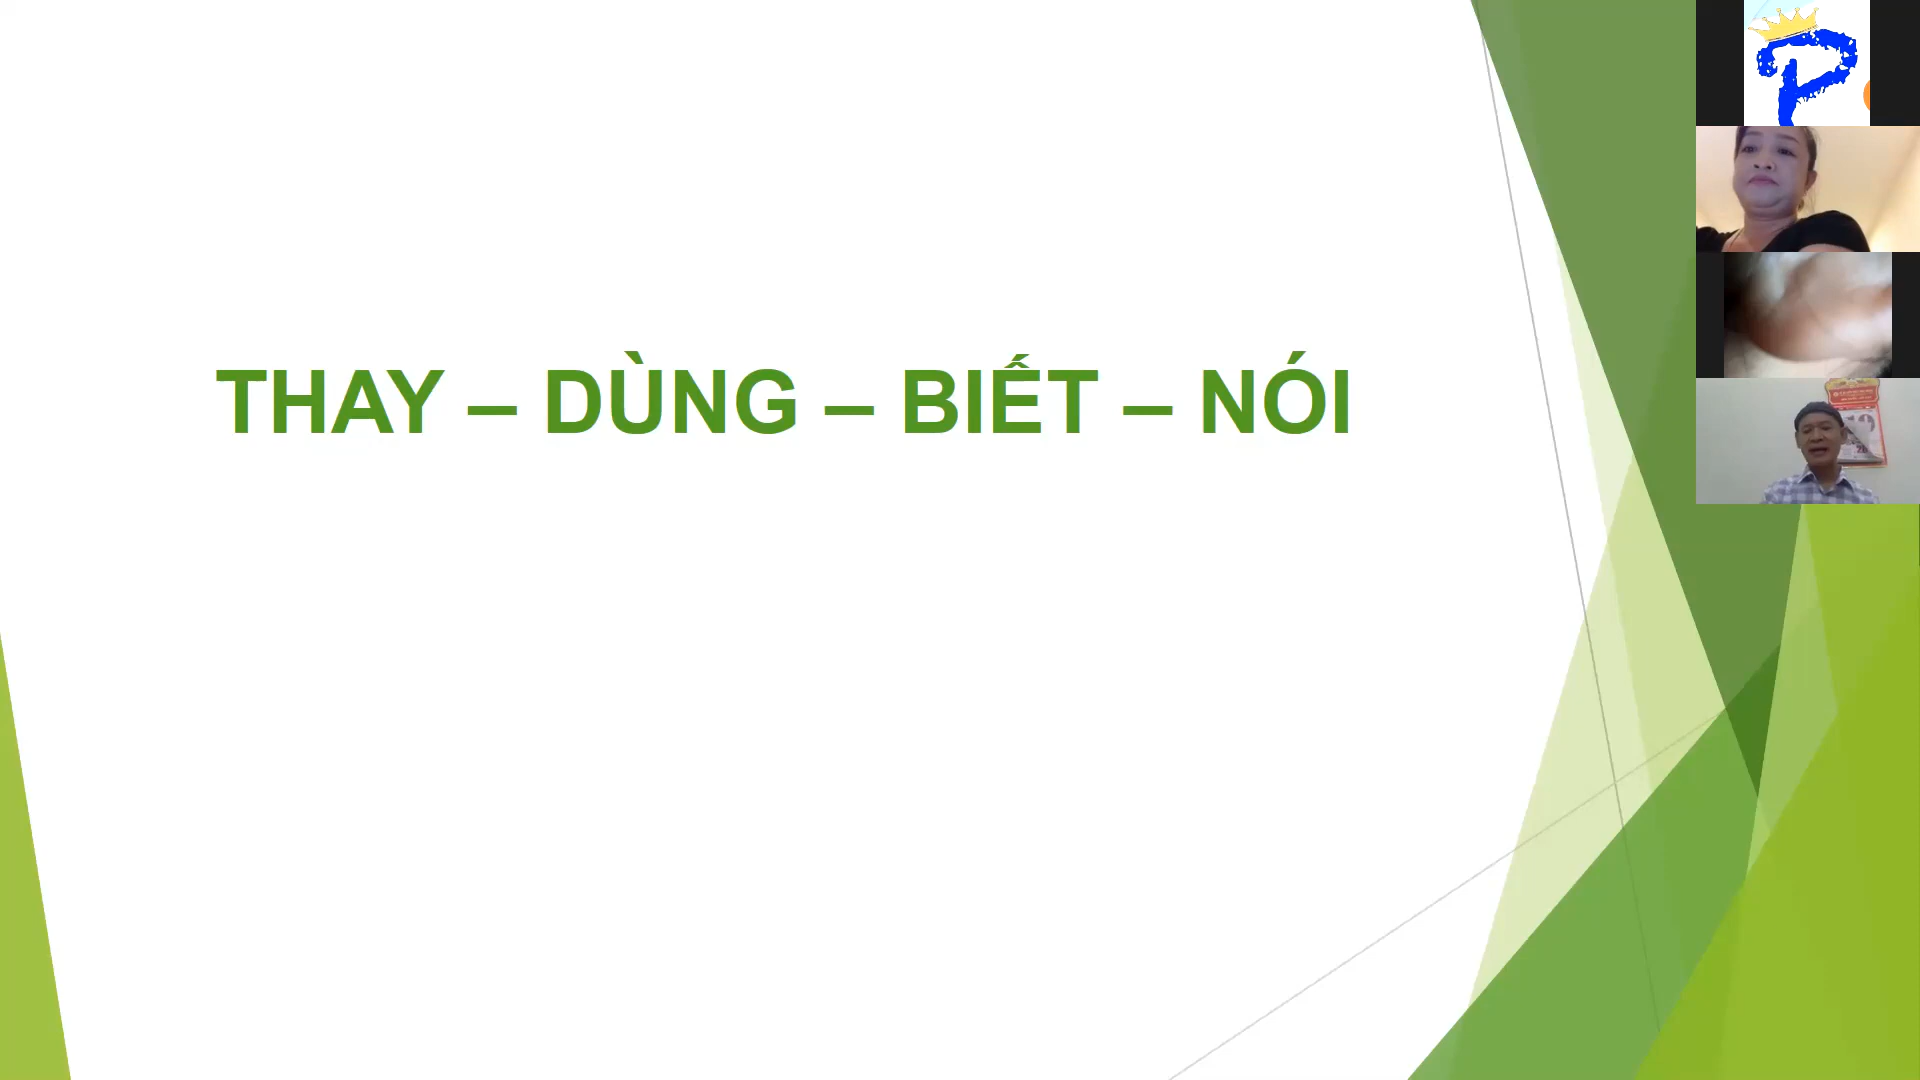 THAY – DÙNG – BIẾT – NÓI
P